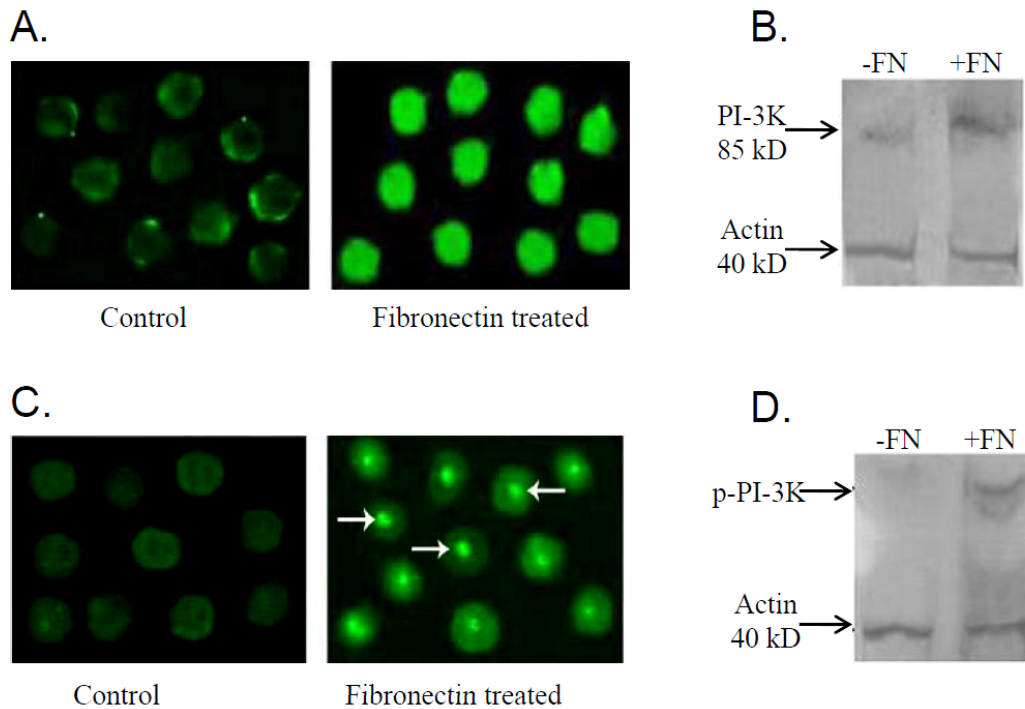 A.
Control
Fibronectin treated
B.
-FN +FN
PI-3K
85 kD
Actin
40 kD
C.
Control
Fibronectin treated
D.
-FN +FN
p-PI-3K
Actin
40 kD